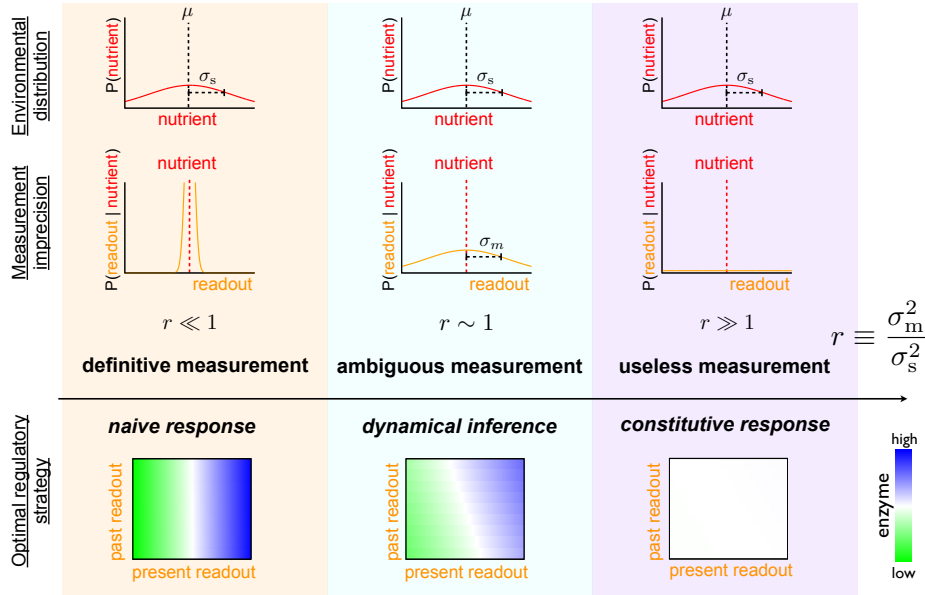 Environmental
distribution
P(nutrient)
μ
σs
nutrient
P(nutrient)
μ
σs
nutrient
P(nutrient)
μ
σs
nutrient
Measurement
imprecision
P(readout | nutrient)
nutrient
readout
P(readout | nutrient)
nutrient
σm
readout
P(readout | nutrient)
nutrient
readout
r ≪ 1
r ∼ 1
r ≫ 1
r ≡ σ²m / σ²s
definitive measurement
ambiguous measurement
useless measurement
Optimal regulatory
strategy
naive response
dynamical inference
constitutive response
past readout
present readout
past readout
present readout
past readout
present readout
high
enzyme
low